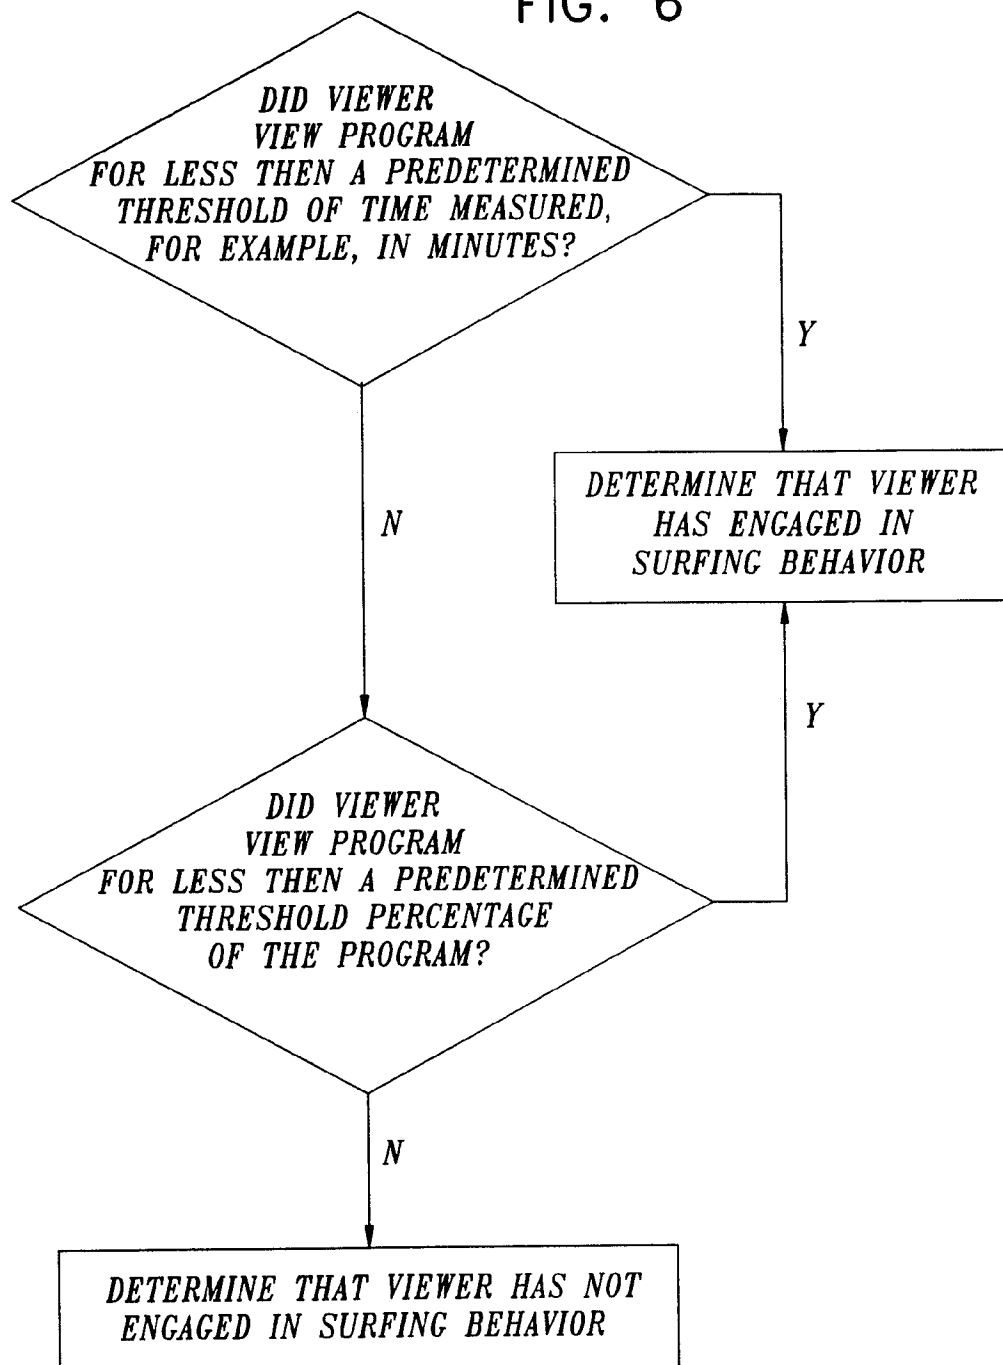 FIG. 6
DID VIEWER
VIEW PROGRAM
FOR LESS THEN A PREDETERMINED
THRESHOLD OF TIME MEASURED,
FOR EXAMPLE, IN MINUTES?
Y
N
DETERMINE THAT VIEWER
HAS ENGAGED IN
SURFING BEHAVIOR
Y
DID VIEWER
VIEW PROGRAM
FOR LESS THEN A PREDETERMINED
THRESHOLD PERCENTAGE
OF THE PROGRAM?
N
DETERMINE THAT VIEWER HAS NOT
ENGAGED IN SURFING BEHAVIOR